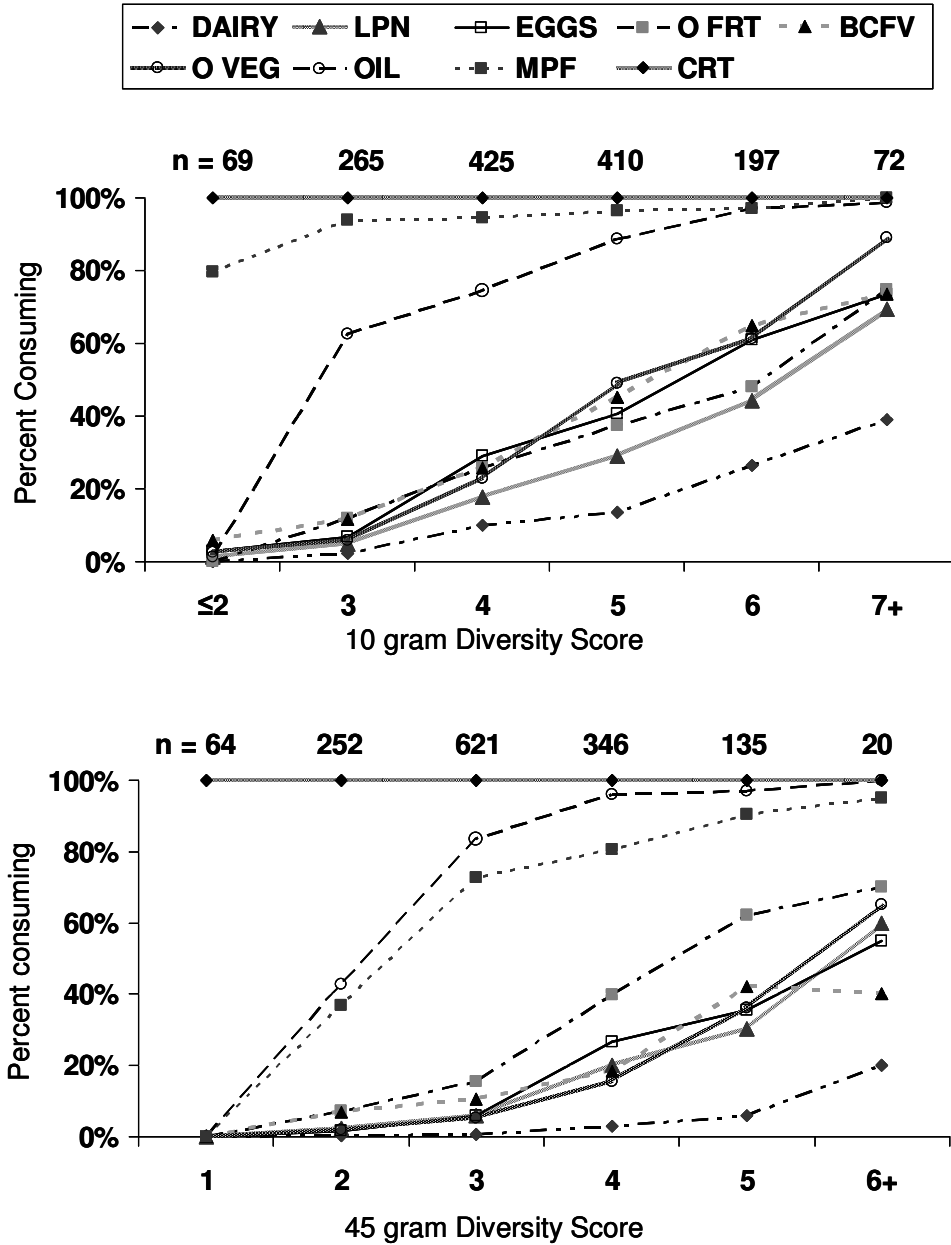 DAIRY LPN EGGS O FRT BCFV
O VEG OIL MPF CRT
n = 69 265 425 410 197 72
100%
80%
60%
40%
20%
0%
Percent Consuming
≤2 3 4 5 6 7+
10 gram Diversity Score
n = 64 252 621 346 135 20
100%
80%
60%
40%
20%
0%
Percent consuming
1 2 3 4 5 6+
45 gram Diversity Score